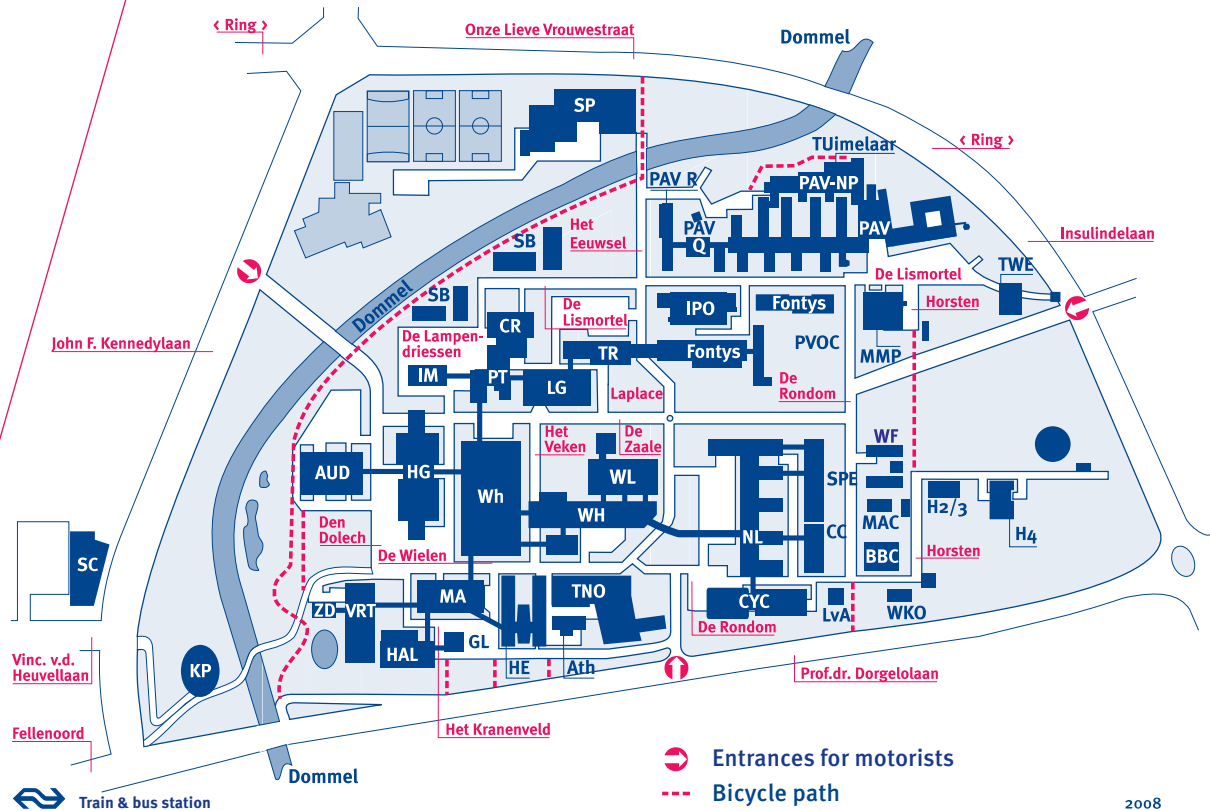 ‹ Ring ›
Onze Lieve Vrouwestraat
Dommel
SP
‹ Ring ›
TUimelaar
PAV R
PAV-NP
Het
Eeuwsel
SB
PAV
Q
PAV
Insulindelaan
De Lismortel
TWE
Dommel
SB
De
Lismortel
IPO
Fontys
Horsten
CR
De Lampen-
driessen
John F. Kennedylaan
TR
Fontys
PVOC
MMP
IM
PT
LG
Laplace
De
Rondom
Het
Veken
De
Zaale
WF
AUD
HG
Wh
WL
SPE
WH
MAC
H2/3
H4
Den
Dolech
NL
CC
BBC
Horsten
De Wielen
SC
ZD
VRT
MA
TNO
CYC
LvA
WKO
HAL
GL
HE
Ath
De Rondom
KP
Vinc. v.d.
Heuvellaan
Prof.dr. Dorgelolaan
Fellenoord
Het Kranenveld
Entrances for motorists
Dommel
Bicycle path
Train & bus station
2008